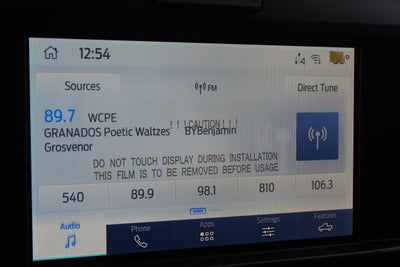 12:54
Sources
FM
Direct Tune
89.7 WCPE
!!!CAUTION!!!
GRANADOS Poetic Waltzes BYBenjamin
Grosvenor
DO NOT TOUCH DISPLAY DURING INSTALLATION
THIS FILM IS TO BE REMOVED BEFORE USAGE
540 89.9 98.1 810 106.3
Audio Phone Apps Settings Features